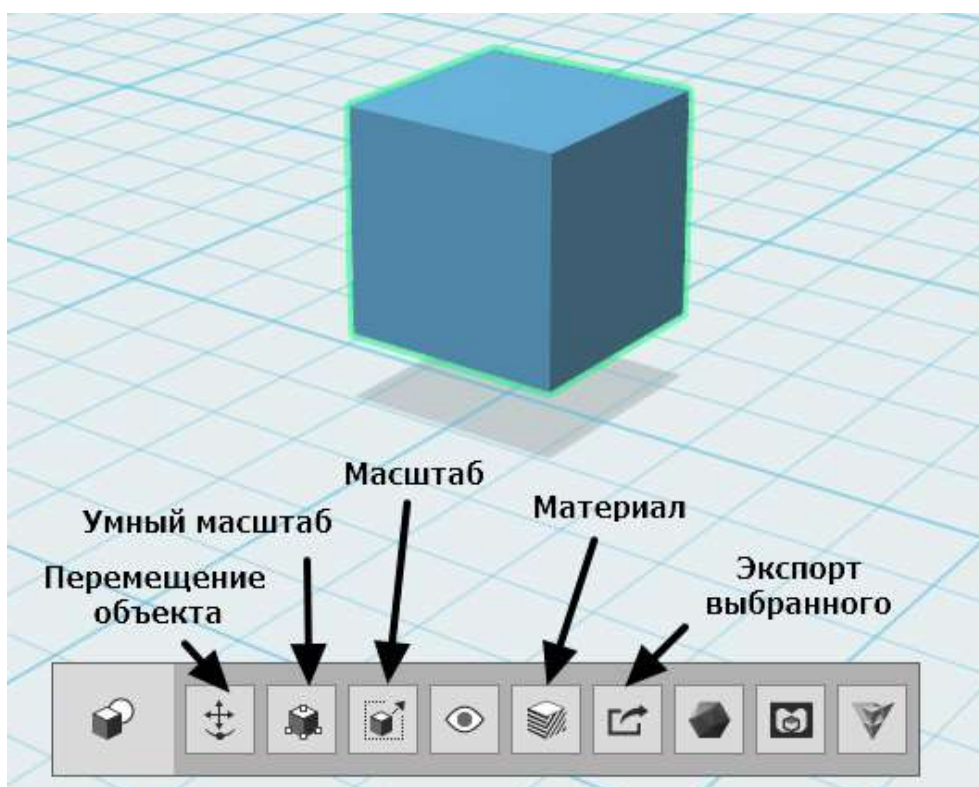 Масштаб
Умный масштаб
Материал
Перемещение
объекта
Экспорт
выбранного